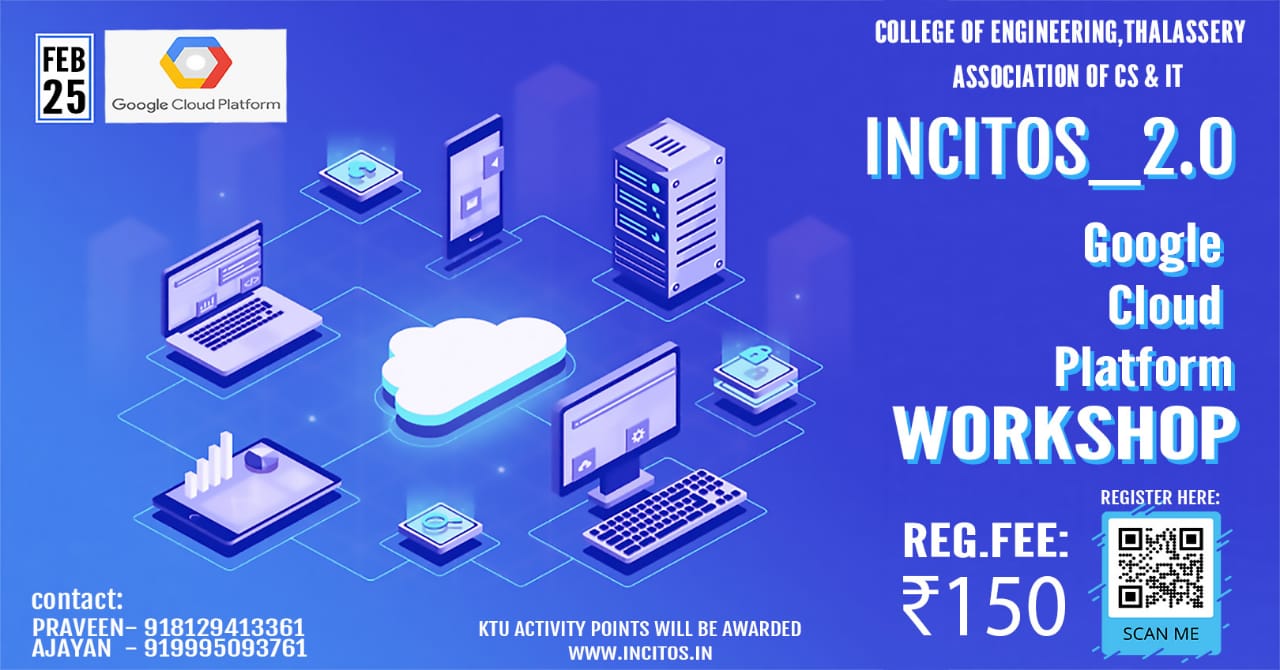 FEB
25
Google Cloud Platform
COLLEGE OF ENGINEERING,THALASSERY
ASSOCIATION OF CS & IT
INCITOS_2.0
Google
Cloud
Platform
WORKSHOP
REGISTER HERE:
REG.FEE:
₹150
SCAN ME
contact:
PRAVEEN- 918129413361
AJAYAN - 919995093761
KTU ACTIVITY POINTS WILL BE AWARDED
WWW.INCITOS.IN